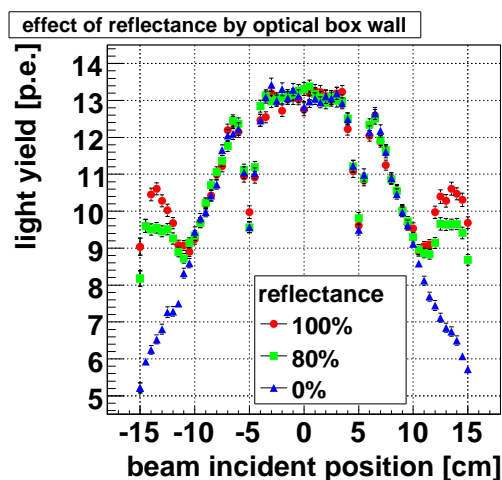 effect of reflectance by optical box wall
light yield [p.e.]
14
13
12
11
10
9
8
7
6
5
reflectance
100%
80%
0%
-15 -10 -5 0 5 10 15
beam incident position [cm]